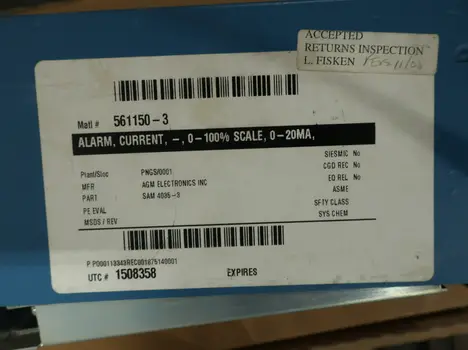 ACCEPTED
RETURNS INSPECTION
L. FISKEN
Matl # 561150-3
ALARM, CURRENT, -, 0-100% SCALE, 0-20MA,
SIESMIC No
Plant/Sloc PNGS/0001 CGD REC No
MFR AGM ELECTRONICS INC EQ REL No
PART SAM 4035-3 ASME
PE EVAL SFTY CLASS
MSDS / REV SYS CHEM
UTC # 1508358 EXPIRES